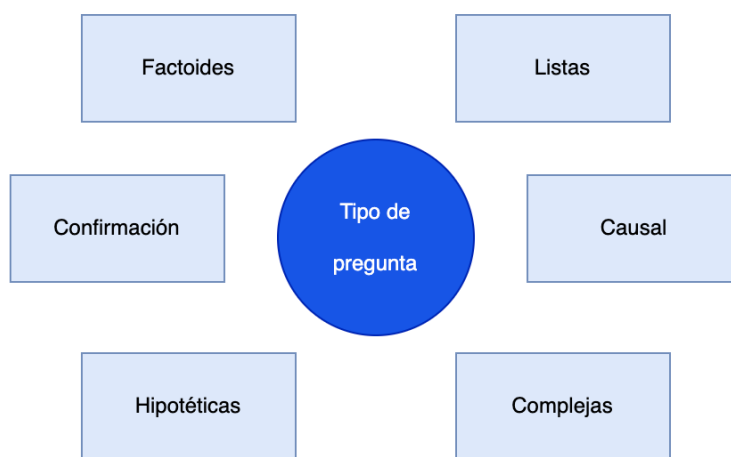 Factoides
Listas
Confirmación
Tipo de
pregunta
Causal
Hipotéticas
Complejas